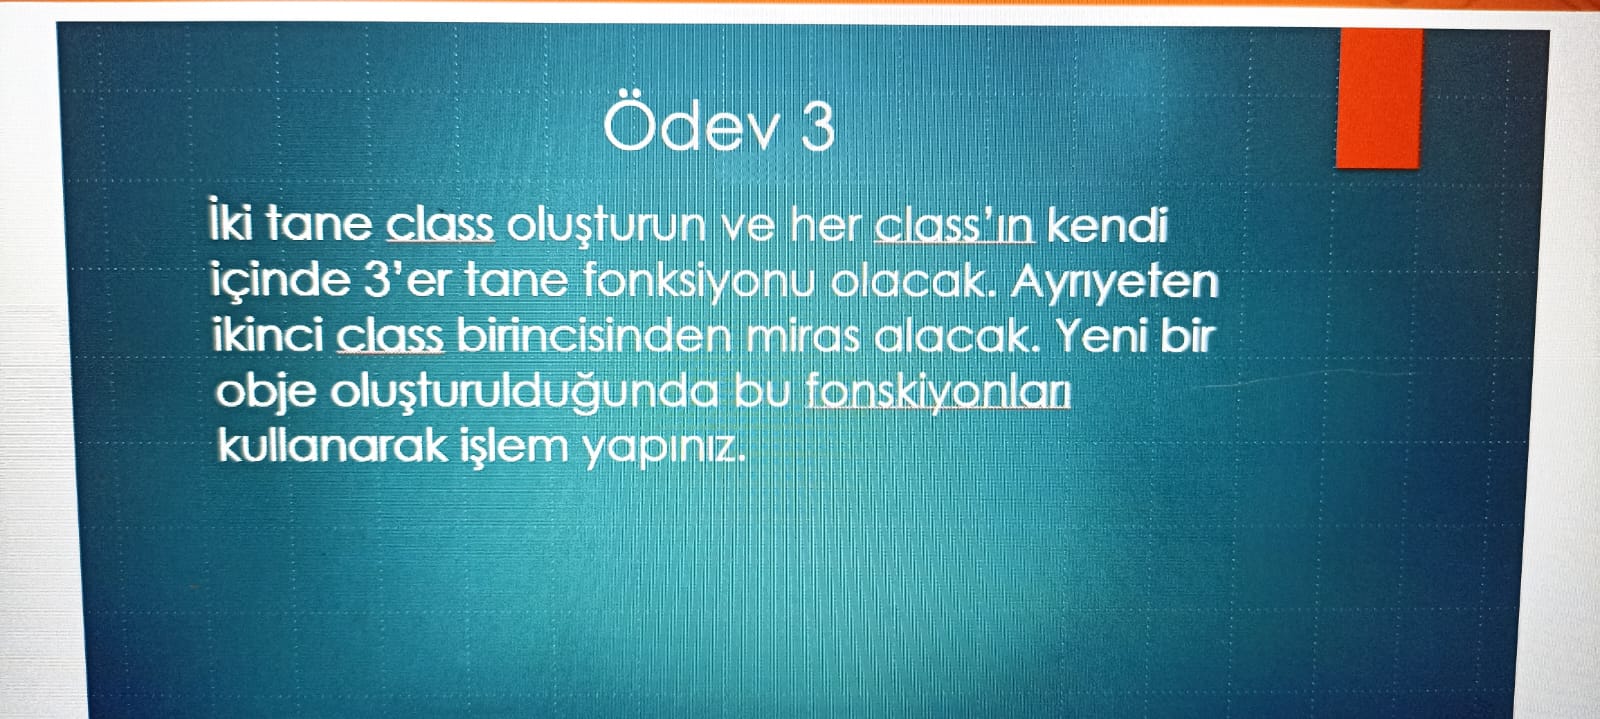 Ödev 3
İki tane class oluşturun ve her class'ın kendi
içinde 3'er tane fonksiyonu olacak. Ayrıyeten
ikinci class birincisinden miras alacak. Yeni bir
obje oluşturulduğunda bu fonskiyonları
kullanarak işlem yapınız.